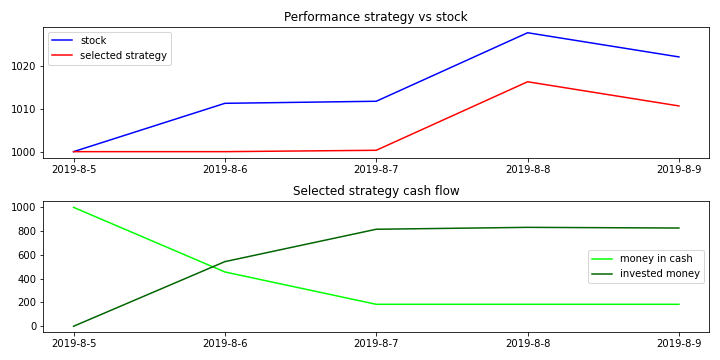 Performance strategy vs stock
stock
selected strategy
1020
1010
1000
2019-8-5 2019-8-6 2019-8-7 2019-8-8 2019-8-9
Selected strategy cash flow
1000
800
600
400
200
0
money in cash
invested money
2019-8-5 2019-8-6 2019-8-7 2019-8-8 2019-8-9